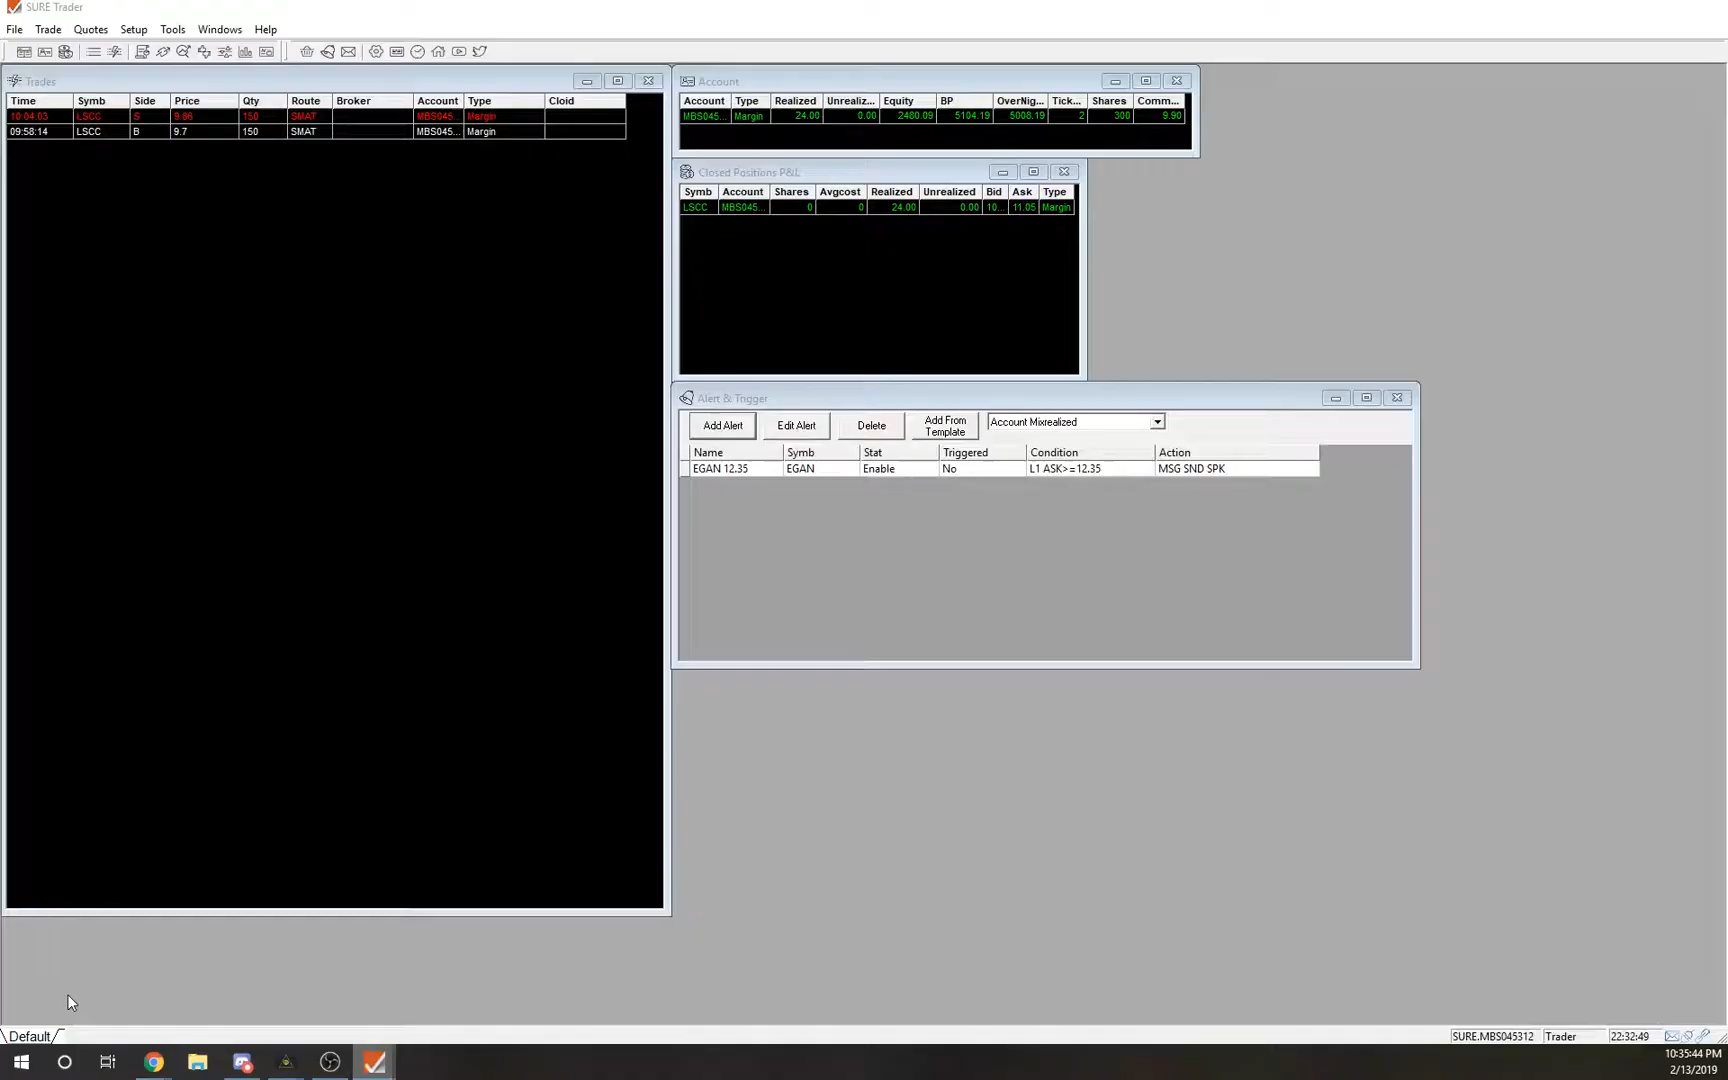 SURE Trader
File Trade Quotes Setup Tools Windows Help
Trades
Time Symb Side Price Qty Route Broker Account Type Cloid
10:04:03 LSCC S 9.86 150 SMAT MBS045... Margin
09:58:14 LSCC B 9.7 150 SMAT MBS045... Margin
Account
Account Type Realized Unrealiz... Equity BP OverNig... Tick... Shares Comm...
MBS045... Margin 24.00 0.00 2480.09 5104.19 5008.19 2 300 9.90
Closed Positions P&L
Symb Account Shares Avgcost Realized Unrealized Bid Ask Type
LSCC MBS045... 0 0 24.00 0.00 10... 11.05 Margin
Alert & Trigger
Add Alert Edit Alert Delete Add From Template Account Mixrealized
Name Symb Stat Triggered Condition Action
EGAN 12.35 EGAN Enable No L1 ASK>=12.35 MSG SND SPK
Default
SURE.MBS045312 Trader 22:32:49
10:35:44 PM
2/13/2019